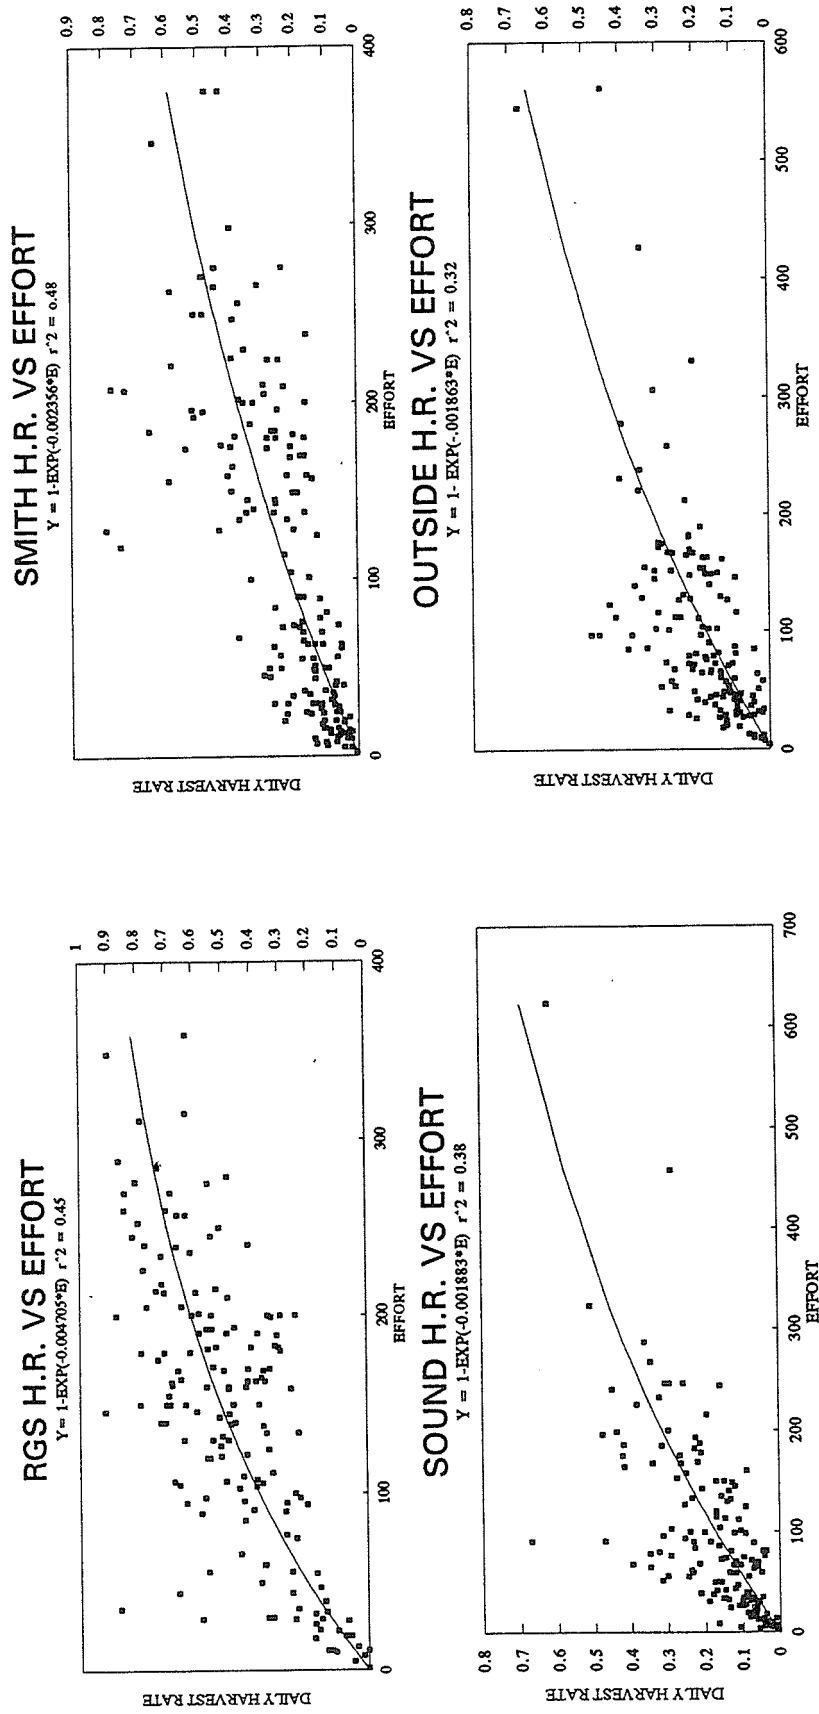 RGS H.R. VS EFFORT
Y = 1-EXP(-0.004705*E) r^2 = 0.45
1
0.9
0.8
0.7
0.6
0.5
0.4
0.3
0.2
0.1
0
DAILY HARVEST RATE
0 100 200 300 400
EFFORT
SMITH H.R. VS EFFORT
Y = 1-EXP(-0.002356*E) r^2 = o.48
0.9
0.8
0.7
0.6
0.5
0.4
0.3
0.2
0.1
0
DAILY HARVEST RATE
0 100 200 300 400
EFFORT
SOUND H.R. VS EFFORT
Y = 1-EXP(-0.001883*E) r^2 = 0.38
0.8
0.7
0.6
0.5
0.4
0.3
0.2
0.1
DAILY HARVEST RATE
0 100 200 300 400 500 600 700
EFFORT
OUTSIDE H.R. VS EFFORT
Y = 1- EXP(-.001863*E) r^2 = 0.32
0.8
0.7
0.6
0.5
0.4
0.3
0.2
0.1
0
DAILY HARVEST RATE
0 100 200 300 400 500 600
EFFORT